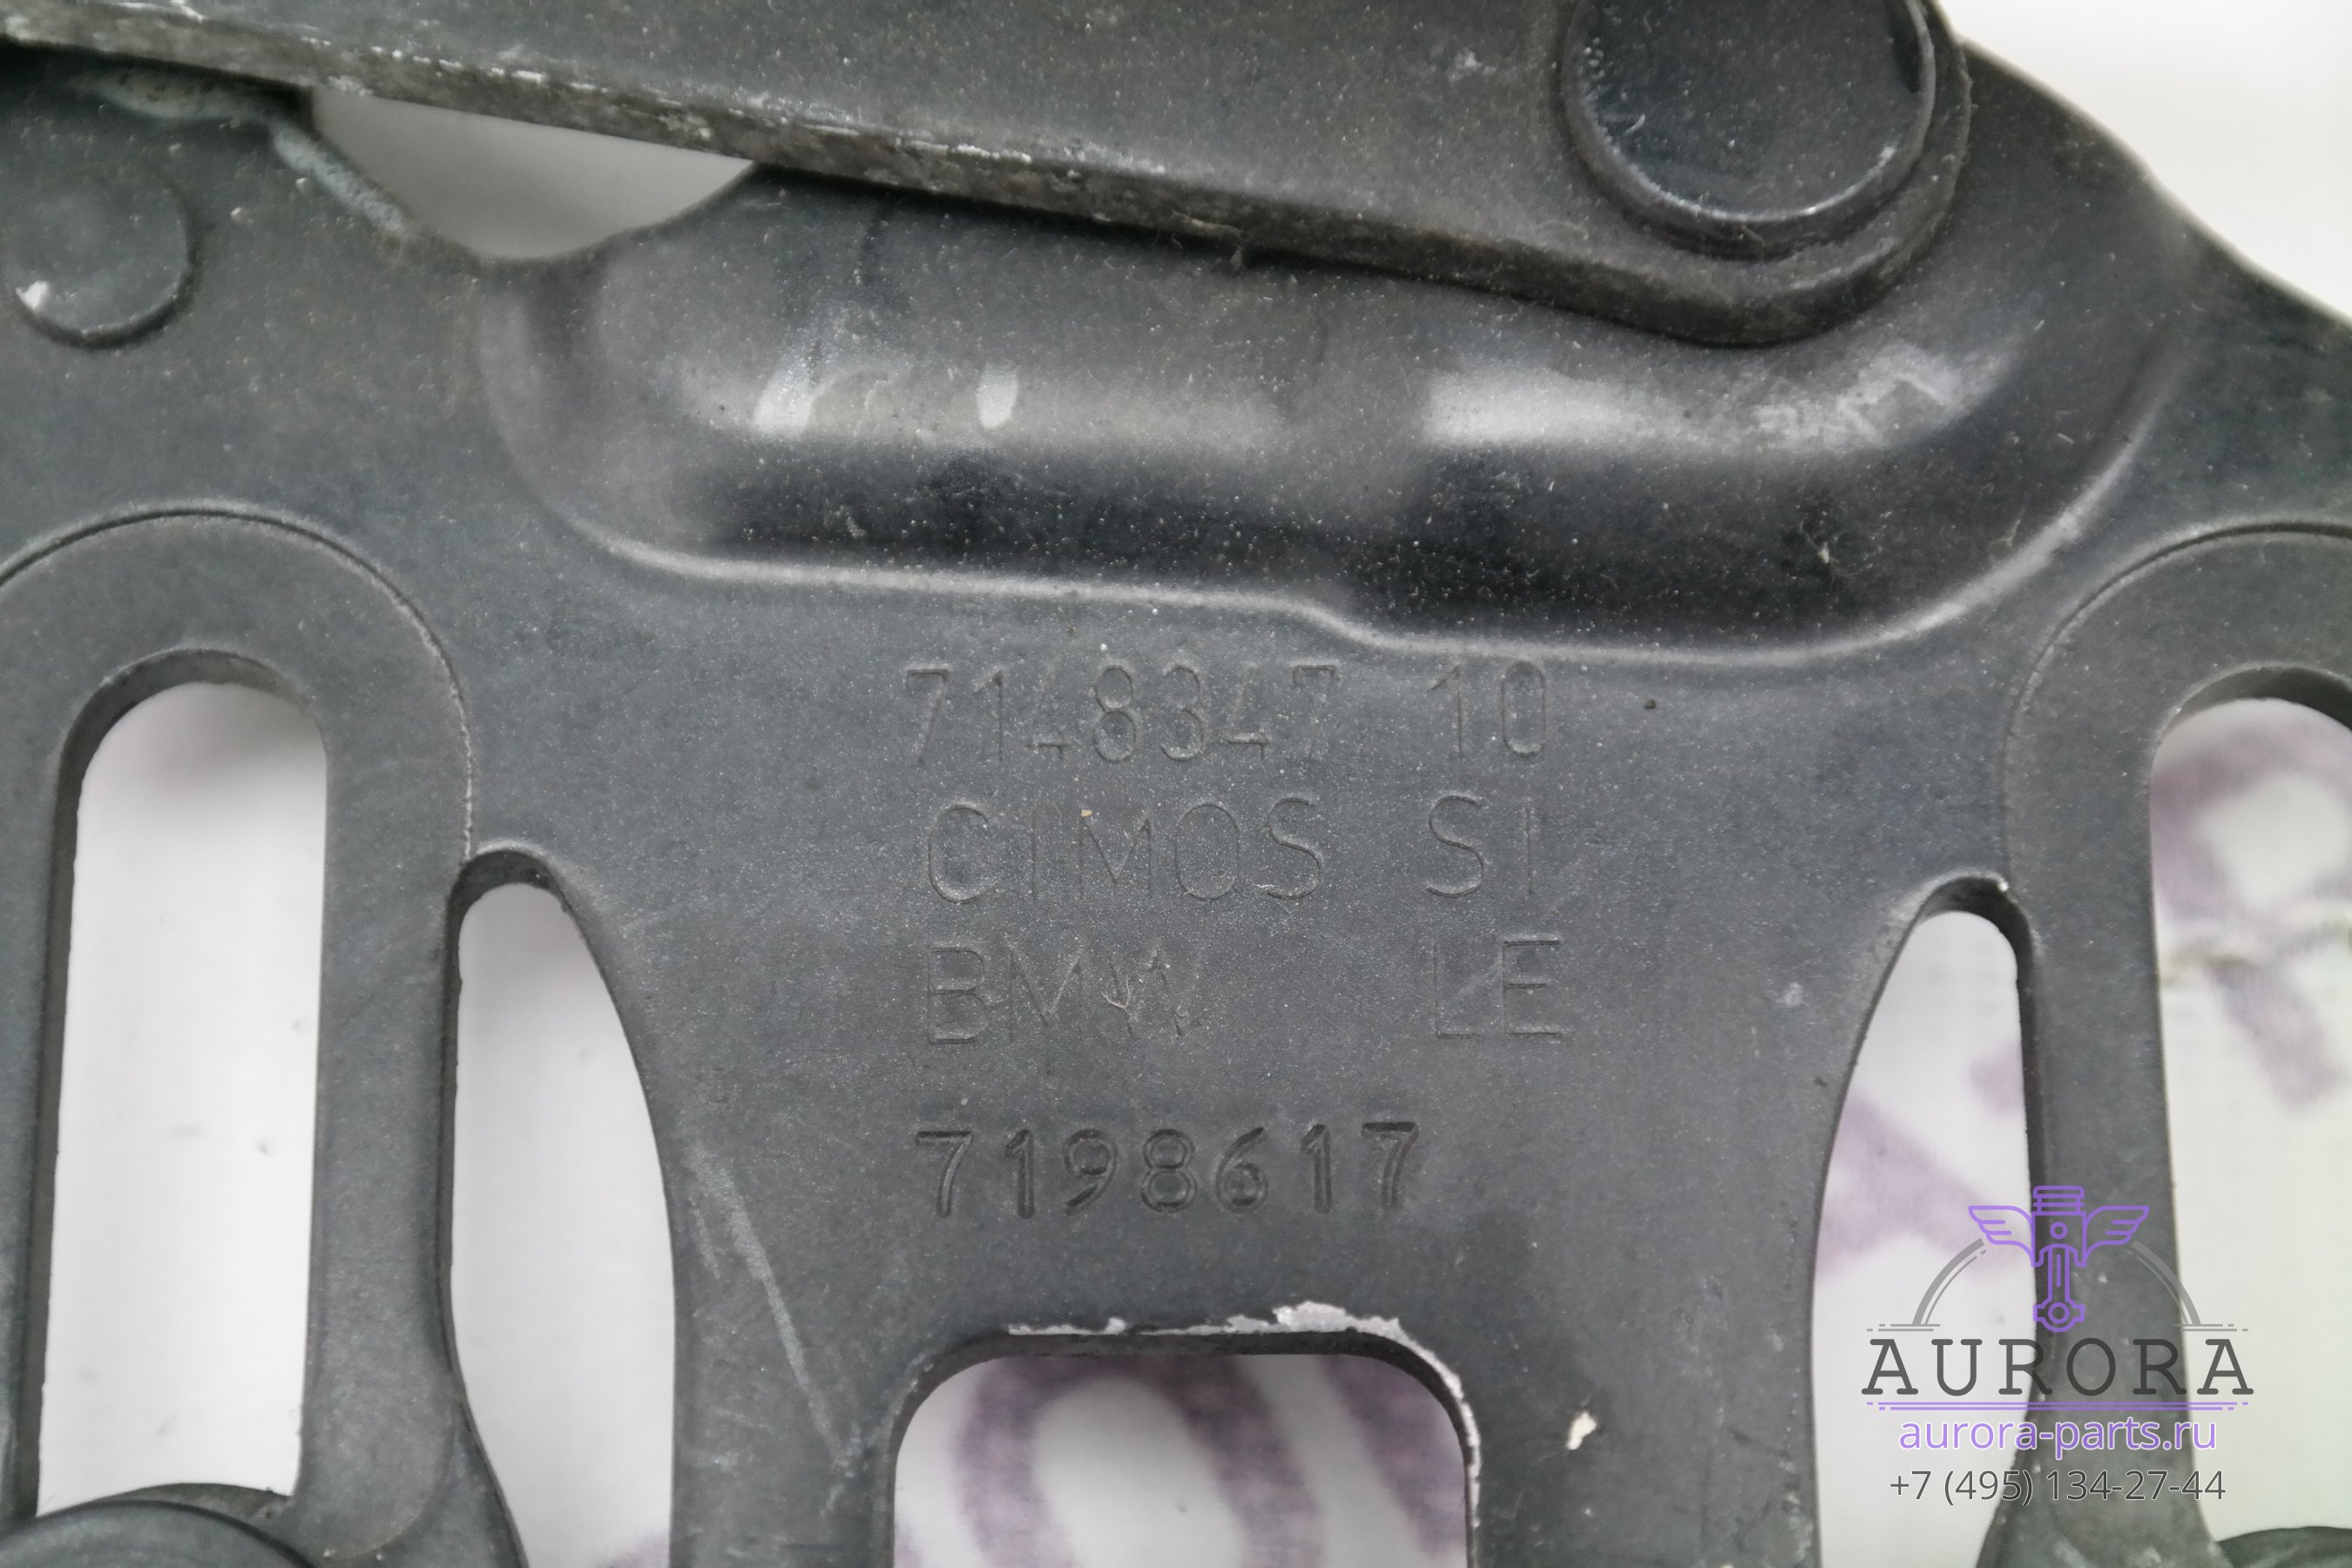 7148347 10
CIMOS SI
BMW LE
7198617
AURORA
aurora-parts.ru
+7 (495) 134-27-44